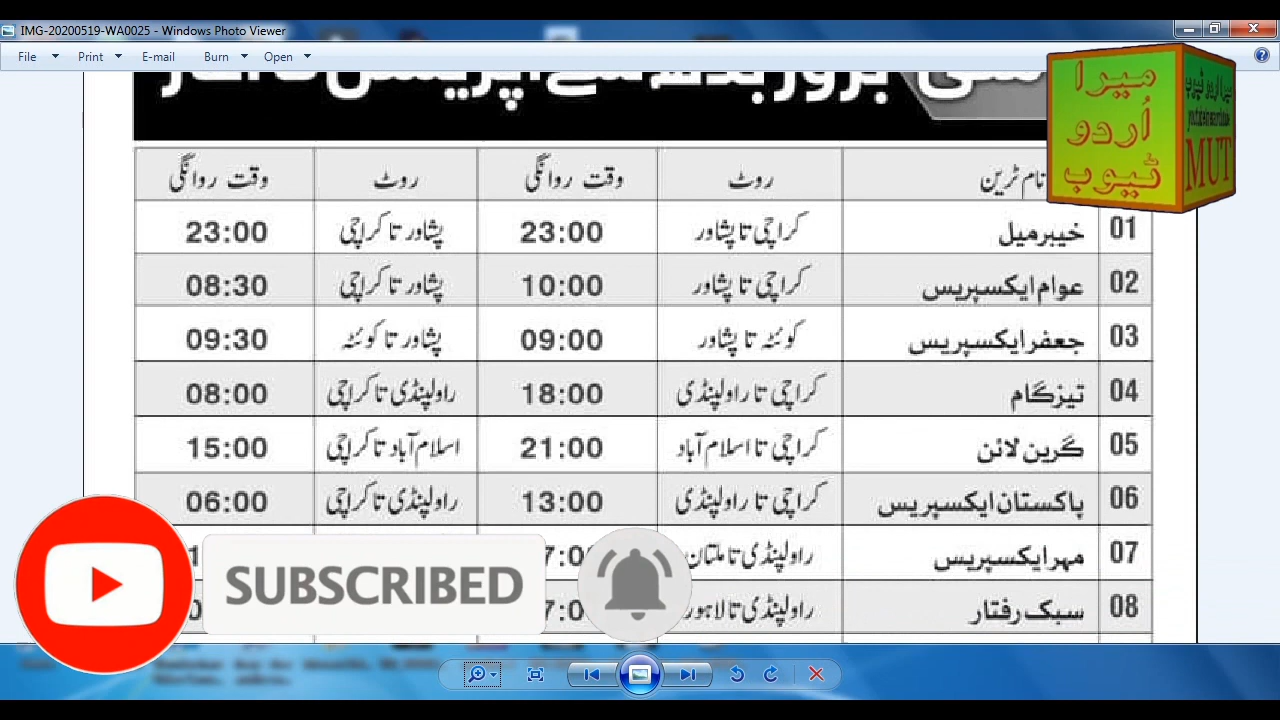 IMG-20200519-WA0025 - Windows Photo Viewer
File Print E-mail Burn Open
میرا
اُردو
ٹیوب
میرا اردو ٹیوب
MUT
نام ٹرین روٹ وقت روانگی روٹ وقت روانگی
01 خیبر میل کراچی تا پشاور 23:00 پشاور تا کراچی 23:00
02 عوام ایکسپریس کراچی تا پشاور 10:00 پشاور تا کراچی 08:30
03 جعفر ایکسپریس کوئٹہ تا پشاور 09:00 پشاور تا کوئٹہ 09:30
04 تیزگام کراچی تا راولپنڈی 18:00 راولپنڈی تا کراچی 08:00
05 گرین لائن کراچی تا اسلام آباد 21:00 اسلام آباد تا کراچی 15:00
06 پاکستان ایکسپریس کراچی تا راولپنڈی 13:00 راولپنڈی تا کراچی 06:00
07 مہر ایکسپریس راولپنڈی تا ملتان
08 سبک رفتار راولپنڈی تا لاہور
SUBSCRIBED